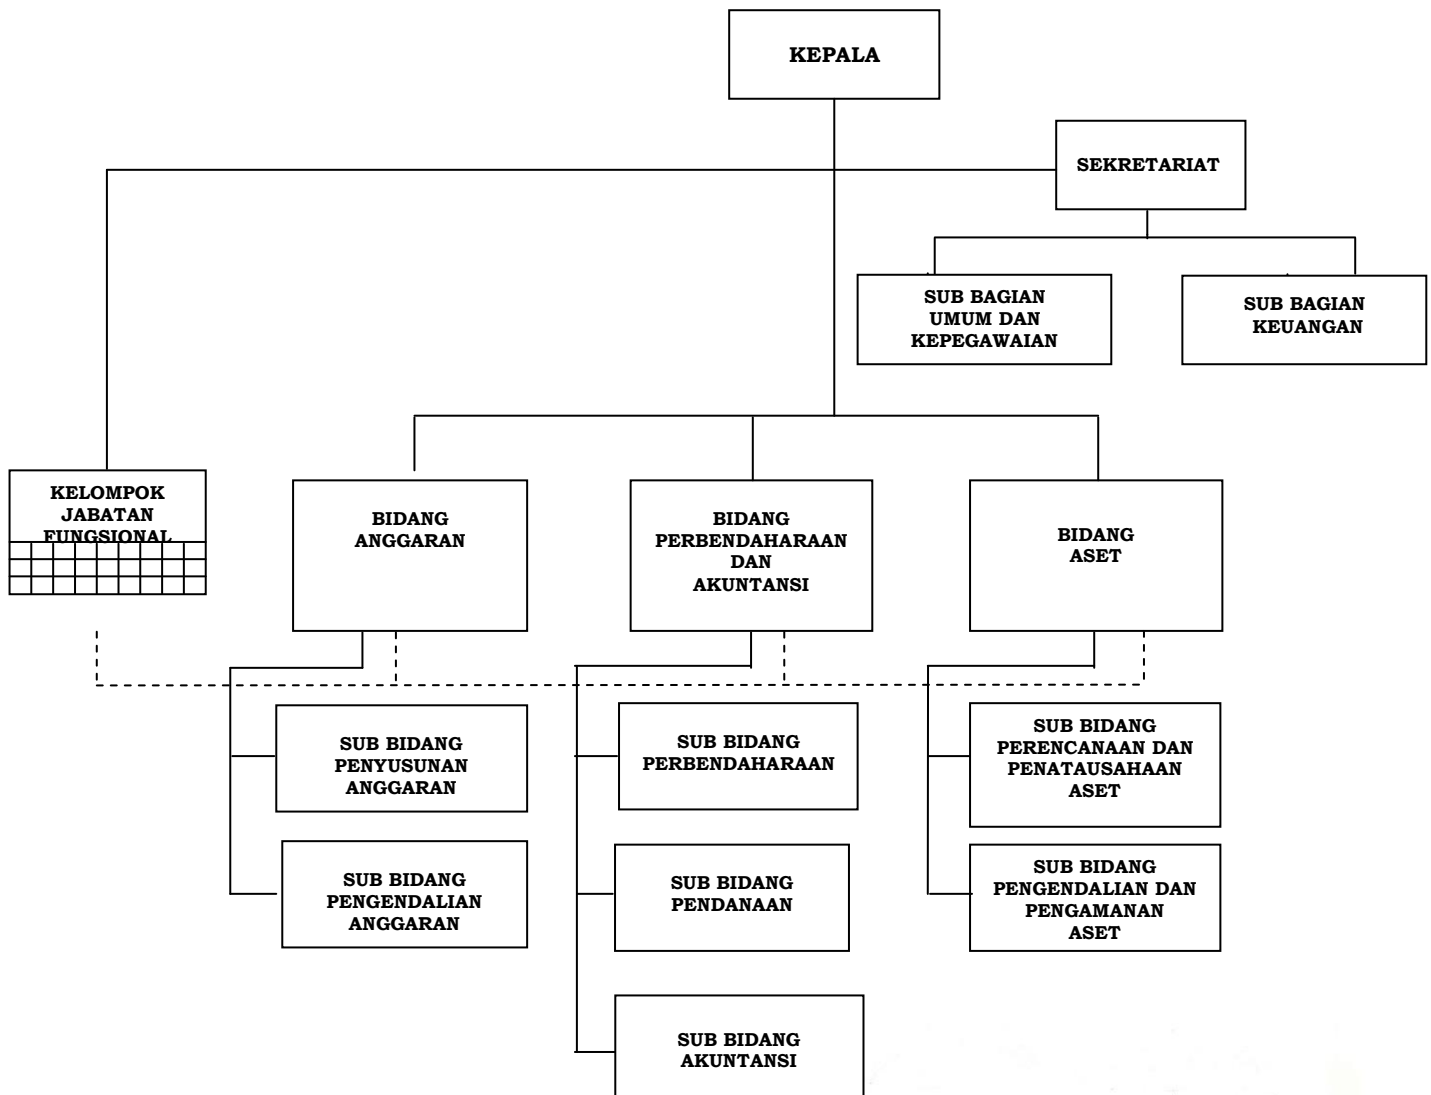 KEPALA
SEKRETARIAT
SUB BAGIAN
UMUM DAN
KEPEGAWAIAN
SUB BAGIAN
KEUANGAN
KELOMPOK
JABATAN
FUNGSIONAL
BIDANG
ANGGARAN
BIDANG
PERBENDAHARAAN
DAN
AKUNTANSI
BIDANG
ASET
SUB BIDANG
PENYUSUNAN
ANGGARAN
SUB BIDANG
PERBENDAHARAAN
SUB BIDANG
PERENCANAAN DAN
PENATAUSAHAAN
ASET
SUB BIDANG
PENGENDALIAN
ANGGARAN
SUB BIDANG
PENDANAAN
SUB BIDANG
PENGENDALIAN DAN
PENGAMANAN
ASET
SUB BIDANG
AKUNTANSI